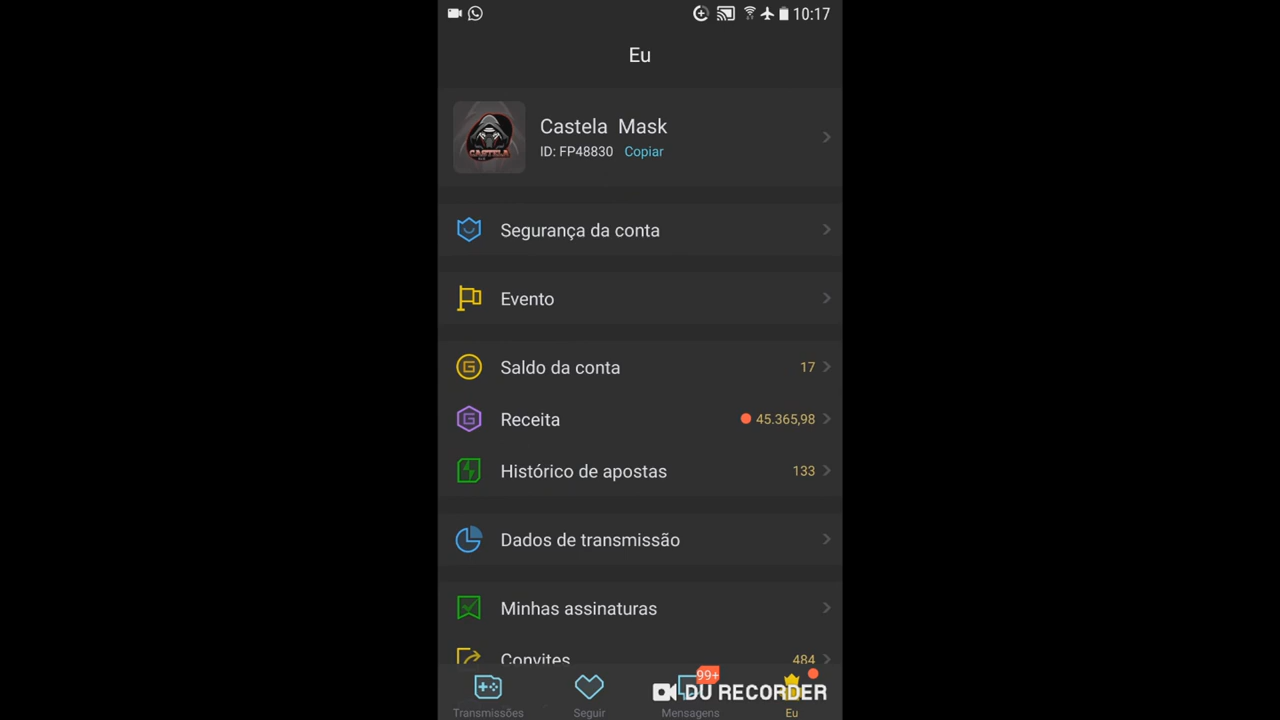 10:17
Eu
CASTELA
Castela Mask
ID: FP48830 Copiar
Segurança da conta
Evento
Saldo da conta 17
Receita 45.365,98
Histórico de apostas 133
Dados de transmissão
Minhas assinaturas
Convites 484
99+
DU RECORDER
Transmissões Seguir Mensagens Eu